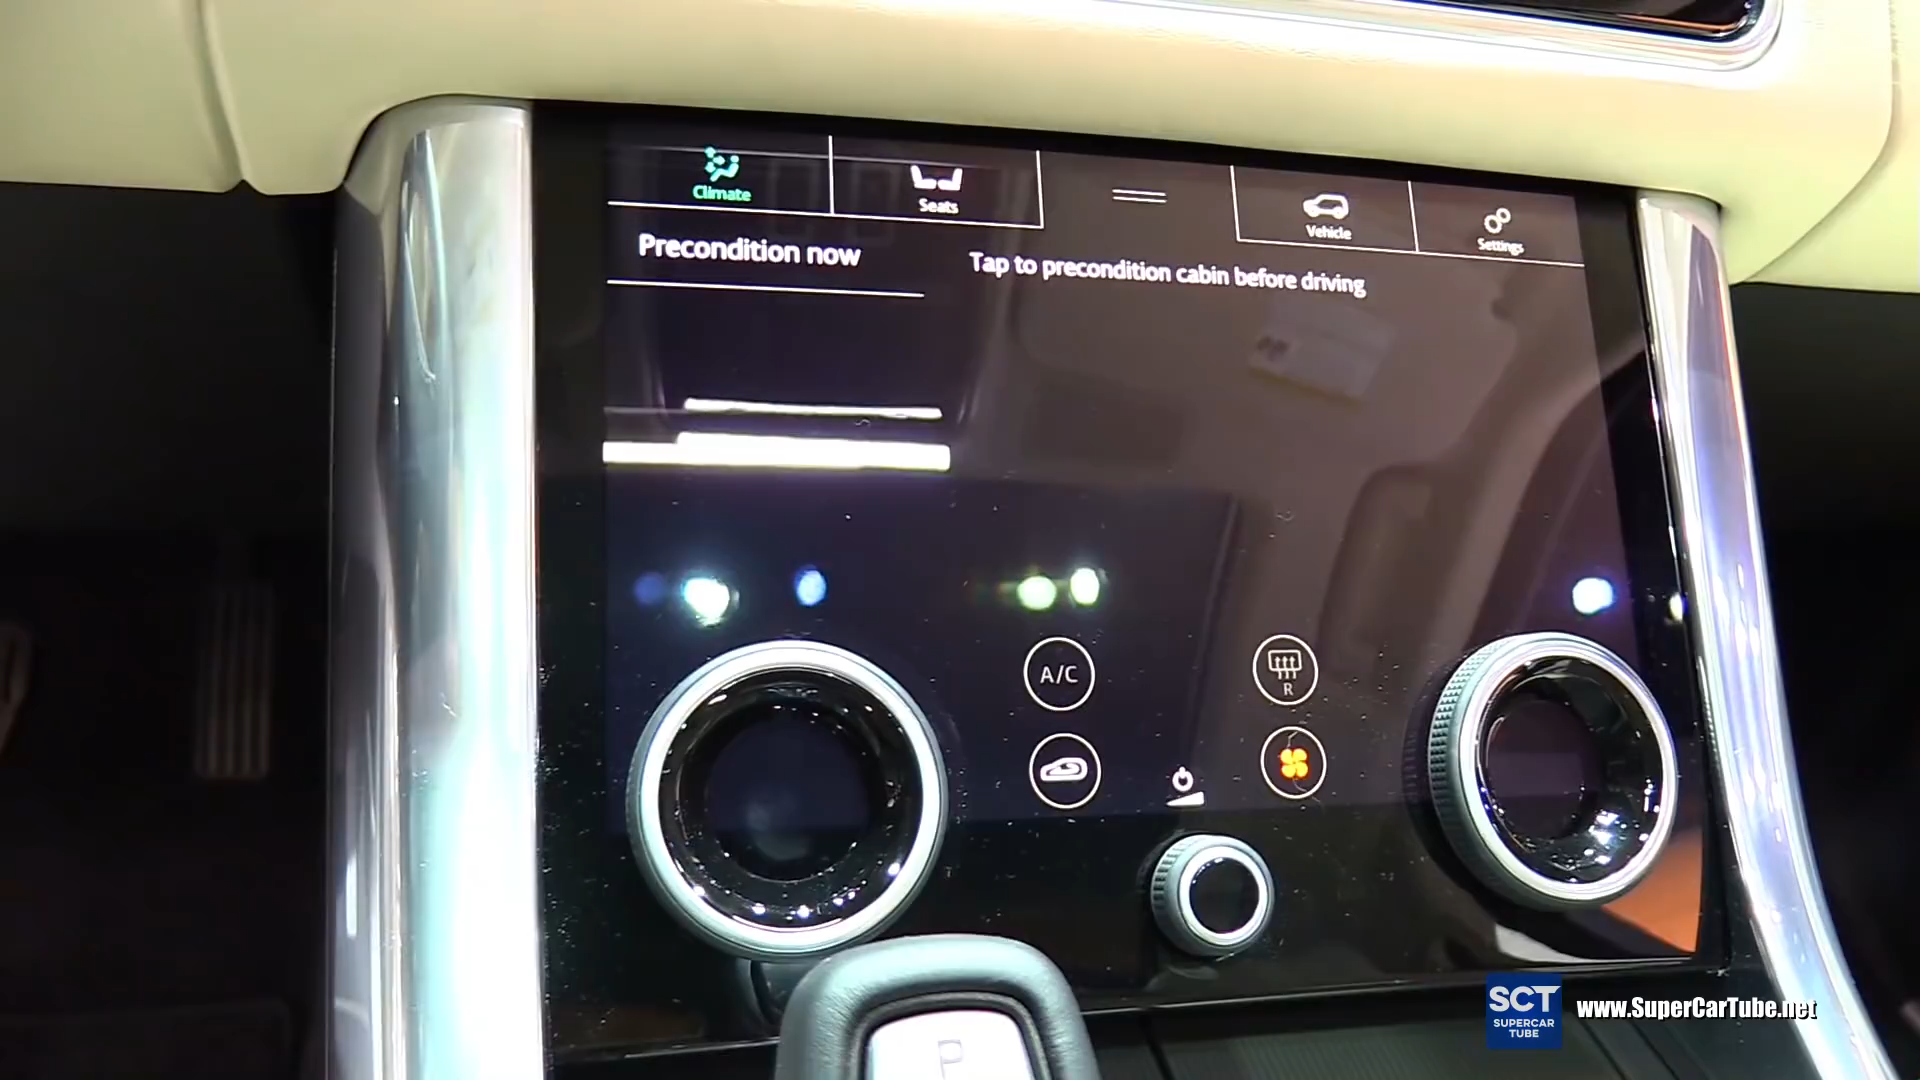 Climate
Seats
Vehicle
Settings
Precondition now
Tap to precondition cabin before driving
A/C
R
P
SCT
SUPERCAR
TUBE
www.SuperCarTube.net